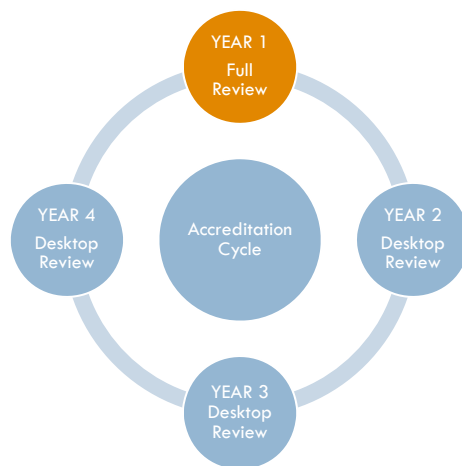 YEAR 1
Full
Review
YEAR 4
Desktop
Review
Accreditation
Cycle
YEAR 2
Desktop
Review
YEAR 3
Desktop
Review